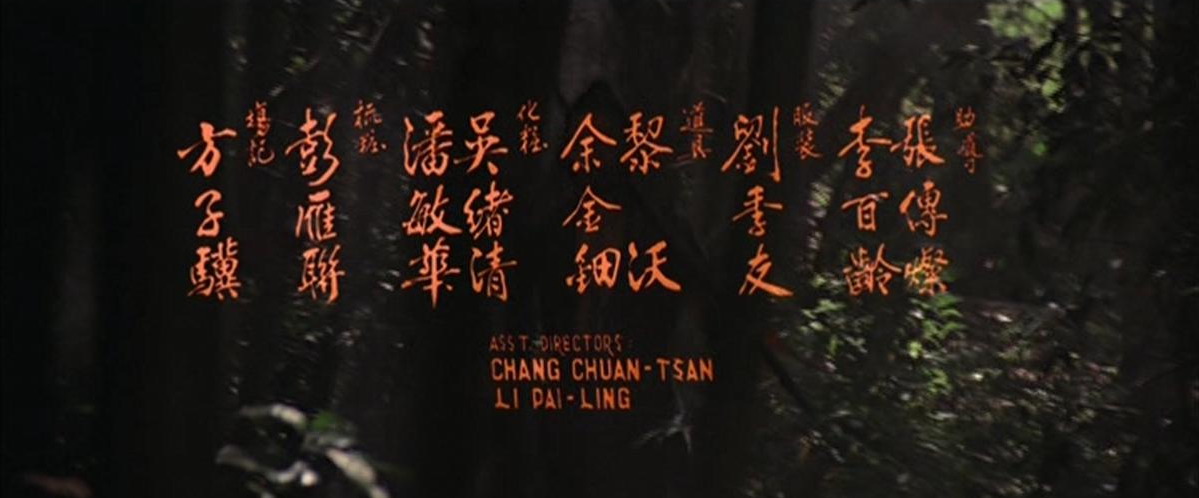 助導
張傳燦
李百齡
服裝
劉季友
道具
黎沃
余金鈿
化粧
吳緒清
潘敏華
梳粧
彭雁聯
場記
方子驥
ASS'T. DIRECTORS:
CHANG CHUAN-TSAN
LI PAI-LING